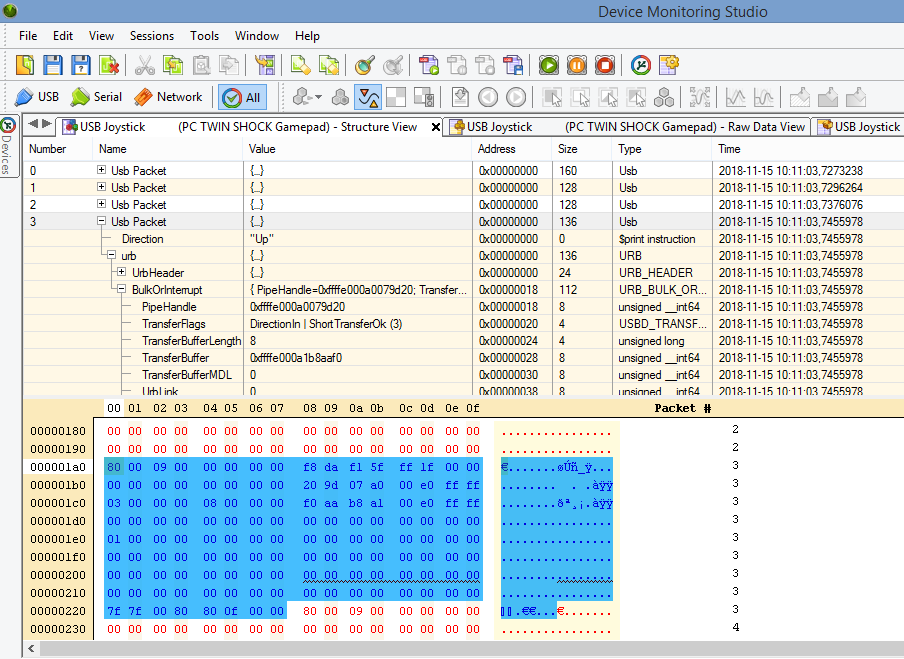 Device Monitoring Studio
File Edit View Sessions Tools Window Help
USB Serial Network All
Devices
USB Joystick (PC TWIN SHOCK Gamepad) - Structure View USB Joystick (PC TWIN SHOCK Gamepad) - Raw Data View USB Joystick
Number Name Value Address Size Type Time
0 Usb Packet {...} 0x00000000 160 Usb 2018-11-15 10:11:03,7273238
1 Usb Packet {...} 0x00000000 128 Usb 2018-11-15 10:11:03,7296264
2 Usb Packet {...} 0x00000000 128 Usb 2018-11-15 10:11:03,7376076
3 Usb Packet {...} 0x00000000 136 Usb 2018-11-15 10:11:03,7455978
Direction "Up" 0x00000000 0 $print instruction 2018-11-15 10:11:03,7455978
urb {...} 0x00000000 136 URB 2018-11-15 10:11:03,7455978
UrbHeader {...} 0x00000000 24 URB_HEADER 2018-11-15 10:11:03,7455978
BulkOrInterrupt { PipeHandle=0xffffe000a0079d20; Transfer... 0x00000018 112 URB_BULK_OR... 2018-11-15 10:11:03,7455978
PipeHandle 0xffffe000a0079d20 0x00000018 8 unsigned __int64 2018-11-15 10:11:03,7455978
TransferFlags DirectionIn | ShortTransferOk (3) 0x00000020 4 USBD_TRANSF... 2018-11-15 10:11:03,7455978
TransferBufferLength 8 0x00000024 4 unsigned long 2018-11-15 10:11:03,7455978
TransferBuffer 0xffffe000a1b8aaf0 0x00000028 8 unsigned __int64 2018-11-15 10:11:03,7455978
TransferBufferMDL 0 0x00000030 8 unsigned __int64 2018-11-15 10:11:03,7455978
UrbLink 0 0x00000038 8 unsigned __int64 2018-11-15 10:11:03,7455978
00 01 02 03 04 05 06 07 08 09 0a 0b 0c 0d 0e 0f Packet #
00000180 00 00 00 00 00 00 00 00 00 00 00 00 00 00 00 00 ................ 2
00000190 00 00 00 00 00 00 00 00 00 00 00 00 00 00 00 00 ................ 2
000001a0 80 00 09 00 00 00 00 00 f8 da f1 5f ff 1f 00 00 €.......øÚñ_ÿ... 3
000001b0 00 00 00 00 00 00 00 00 20 9d 07 a0 00 e0 ff ff ........ . .àÿÿ 3
000001c0 03 00 00 00 08 00 00 00 f0 aa b8 a1 00 e0 ff ff ........ðª¸¡.àÿÿ 3
000001d0 00 00 00 00 00 00 00 00 00 00 00 00 00 00 00 00 ................ 3
000001e0 01 00 00 00 00 00 00 00 00 00 00 00 00 00 00 00 ................ 3
000001f0 00 00 00 00 00 00 00 00 00 00 00 00 00 00 00 00 ................ 3
00000200 00 00 00 00 00 00 00 00 00 00 00 00 00 00 00 00 ................ 3
00000210 00 00 00 00 00 00 00 00 00 00 00 00 00 00 00 00 ................ 3
00000220 7f 7f 00 80 80 0f 00 00 80 00 09 00 00 00 00 00 .€€...€....... 3
00000230 00 00 00 00 00 00 00 00 00 00 00 00 00 00 00 00 ................ 4